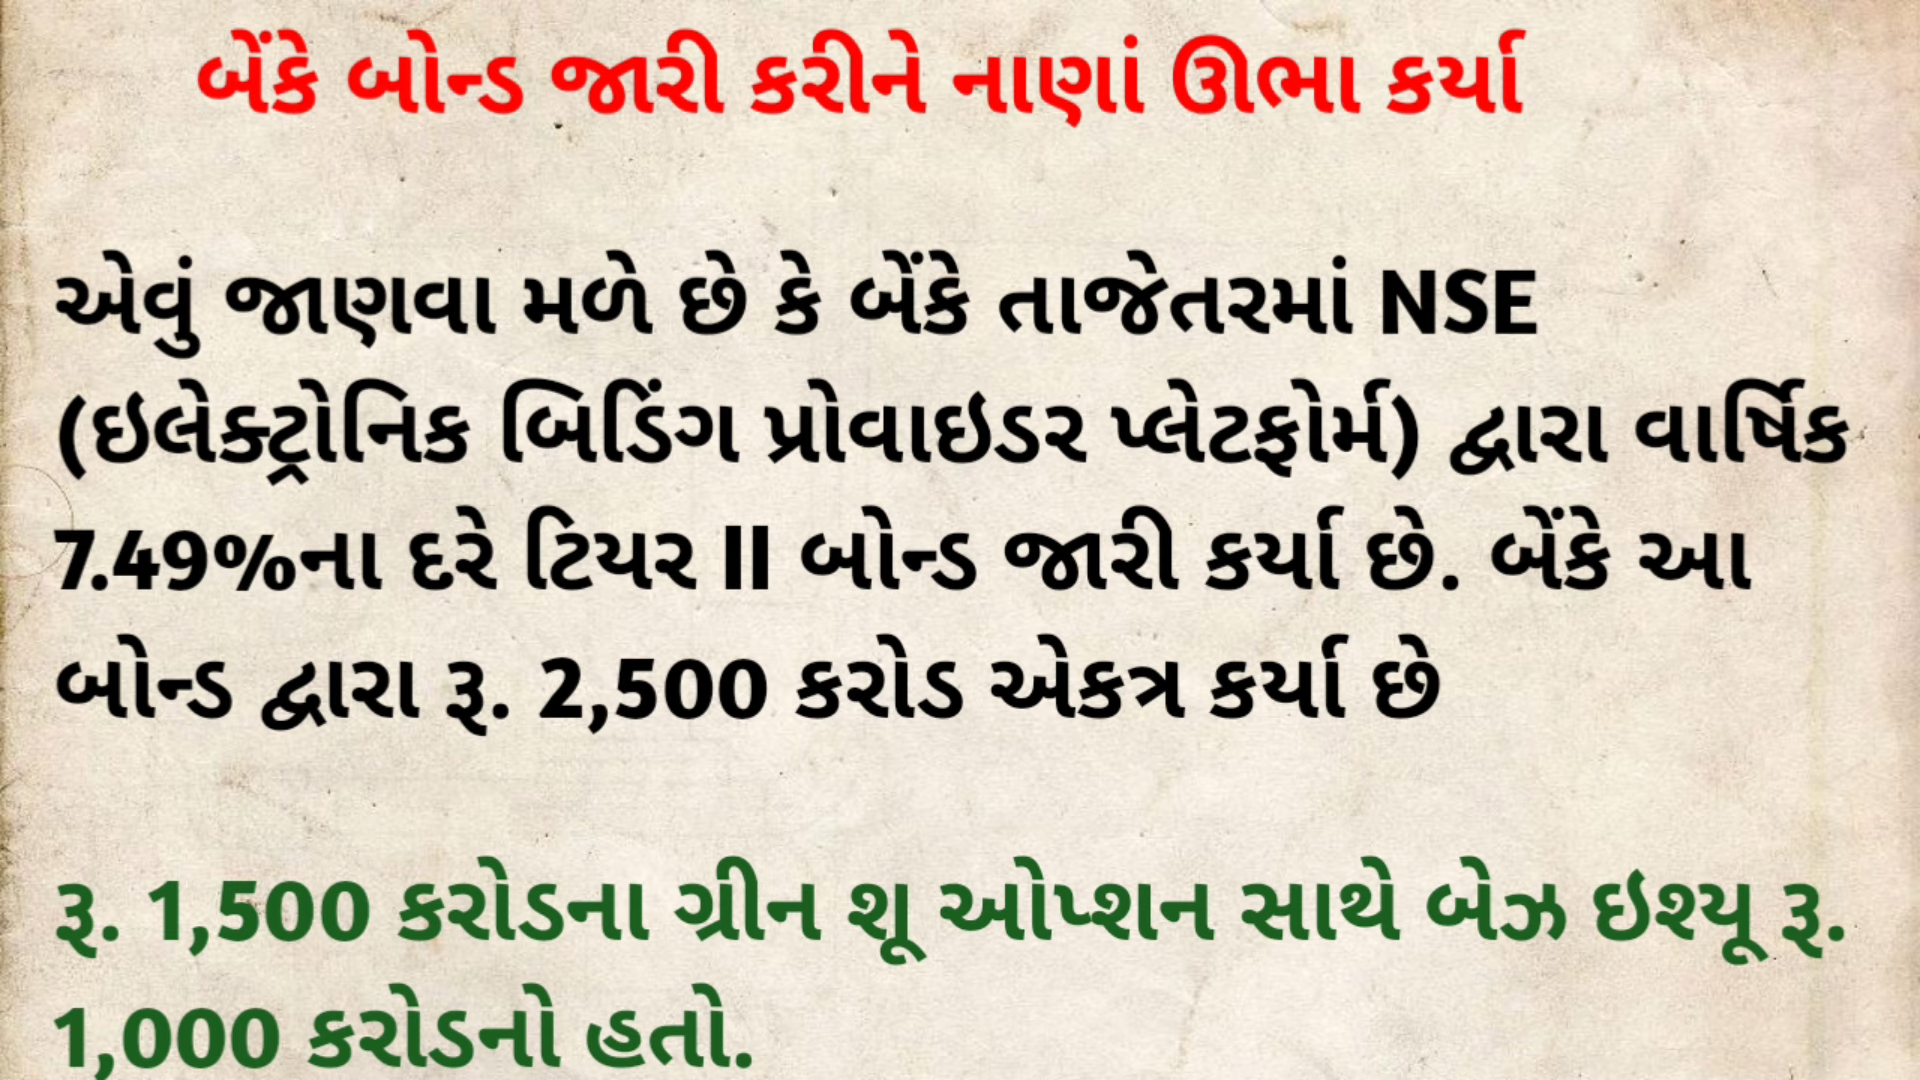 બેંકે બોન્ડ જારી કરીને નાણાં ઊભા કર્યા
એવું જાણવા મળે છે કે બેંકે તાજેતરમાં NSE
(ઇલેક્ટ્રોનિક બિડિંગ પ્રોવાઇડર પ્લેટફોર્મ) દ્વારા વાર્ષિક
7.49%ના દરે ટિયર II બોન્ડ જારી કર્યા છે. બેંકે આ
બોન્ડ દ્વારા રૂ. 2,500 કરોડ એકત્ર કર્યા છે
રૂ. 1,500 કરોડના ગ્રીન શૂ ઓપ્શન સાથે બેઝ ઇશ્યૂ રૂ.
1,000 કરોડનો હતો.